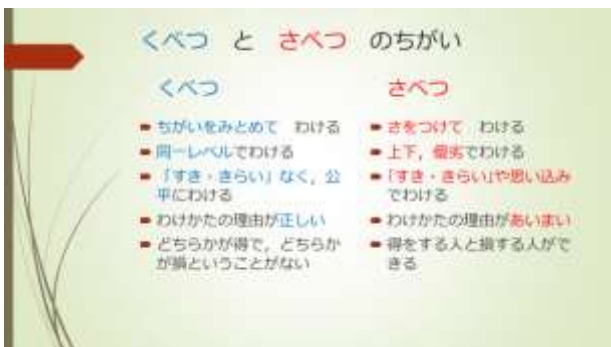 くべつ と さべつ のちがい
くべつ
ちがいをみとめて わける
同一レベルでわける
「すき・きらい」なく，公
平にわける
わけかたの理由が正しい
どちらかが得で，どちらか
が損ということがない
さべつ
さをつけて わける
上下，優劣でわける
「すき・きらい」や思い込み
でわける
わけかたの理由があいまい
得をする人と損する人がで
きる